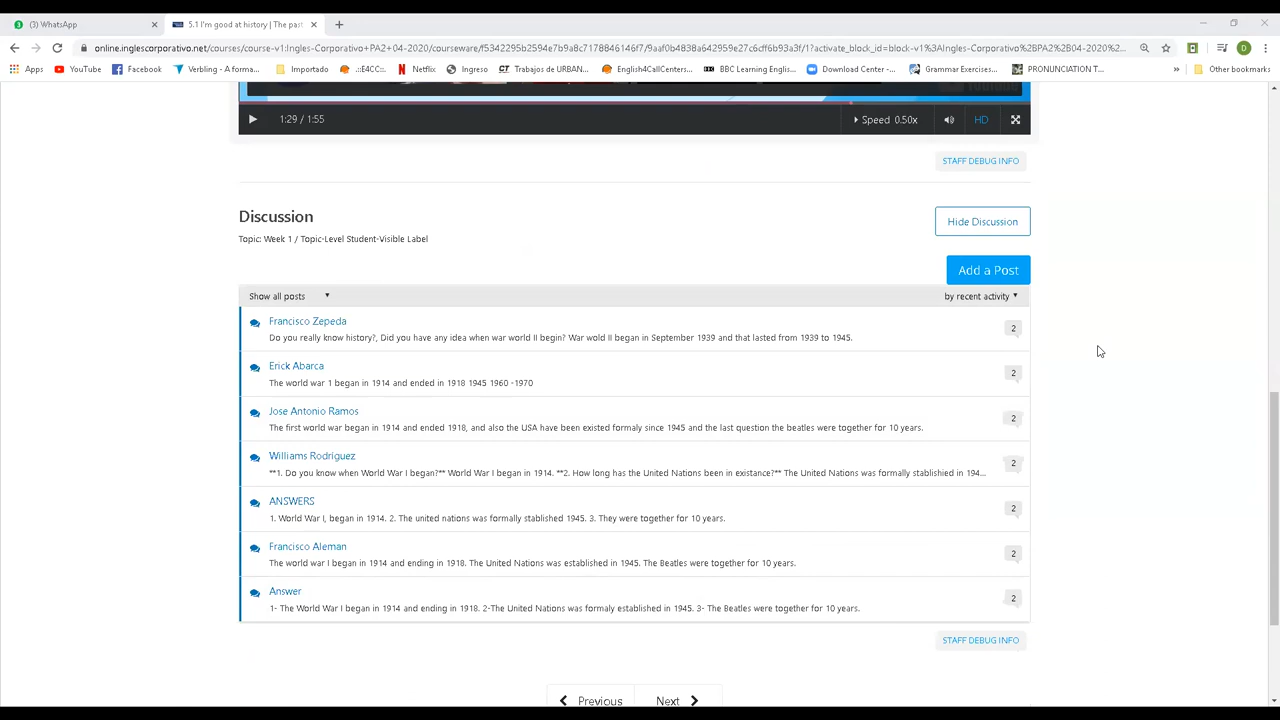 (3) WhatsApp
5.1 I'm good at history | The pas
online.inglescorporativo.net/courses/course-v1:Ingles-Corporativo+PA2+04-2020/courseware/f5342295b2594e7b9a8c7178846146f7/9aaf0b4838a642959e27c6cff6b93a3f/1?activate_block_id=block-v1%3AIngles-Corporativo%2BPA2%2B04-2020%...
Apps YouTube Facebook Verbling - A forma... Importado .::E4CC::. Netflix Ingreso Trabajos de URBAN... English4CallCenters... BBC Learning Englis... Download Center -... Grammar Exercises... PRONUNCIATION T... » Other bookmarks
1:29 / 1:55 Speed 0.50x HD
STAFF DEBUG INFO
Discussion
Hide Discussion
Topic: Week 1 / Topic-Level Student-Visible Label
Add a Post
Show all posts by recent activity
Francisco Zepeda
Do you really know history?, Did you have any idea when war world II begin? War wold II began in September 1939 and that lasted from 1939 to 1945.
2
Erick Abarca
The world war 1 began in 1914 and ended in 1918 1945 1960 -1970
2
Jose Antonio Ramos
The first world war began in 1914 and ended 1918, and also the USA have been existed formaly since 1945 and the last question the beatles were together for 10 years.
2
Williams Rodriguez
**1. Do you know when World War I began?** World War I began in 1914. **2. How long has the United Nations been in existance?** The United Nations was formally stablishied in 194...
2
ANSWERS
1. World War I, began in 1914. 2. The united nations was formally stablished 1945. 3. They were together for 10 years.
2
Francisco Aleman
The world war I began in 1914 and ending in 1918. The United Nations was established in 1945. The Beatles were together for 10 years.
2
Answer
1- The World War I began in 1914 and ending in 1918. 2-The United Nations was formaly established in 1945. 3- The Beatles were together for 10 years.
2
STAFF DEBUG INFO
Previous Next